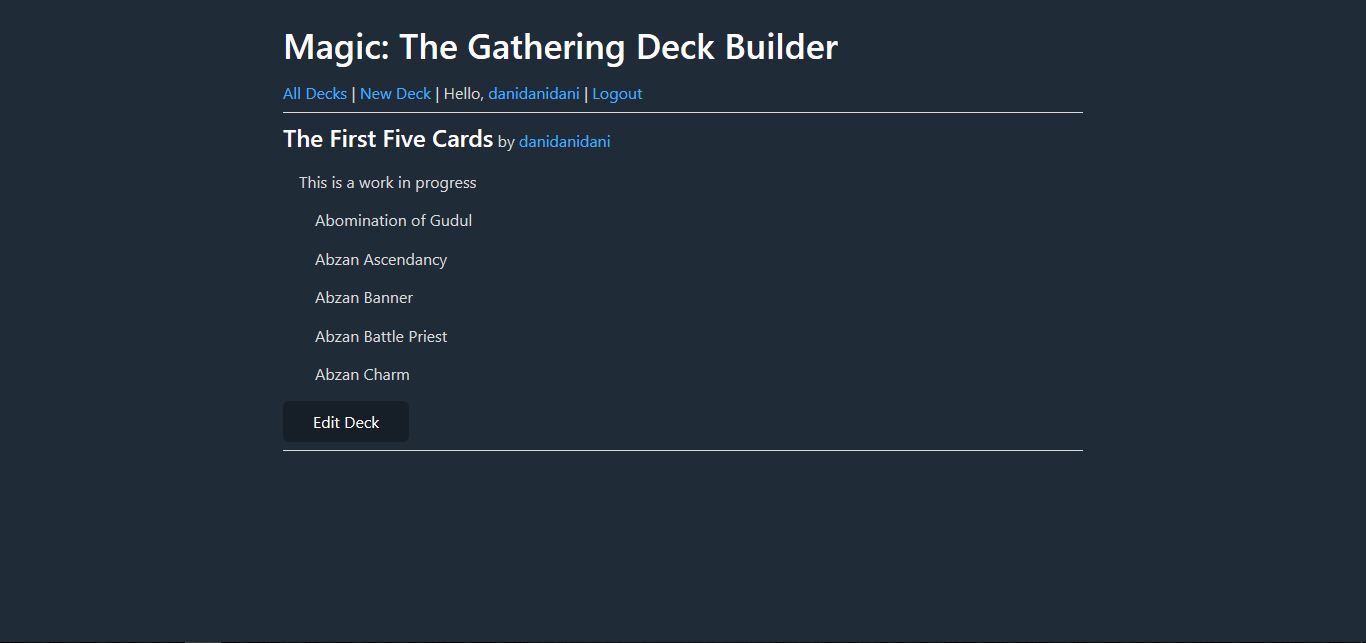 Magic: The Gathering Deck Builder
All Decks | New Deck | Hello, danidanidani | Logout
The First Five Cards by danidanidani
This is a work in progress
Abomination of Gudul
Abzan Ascendancy
Abzan Banner
Abzan Battle Priest
Abzan Charm
Edit Deck